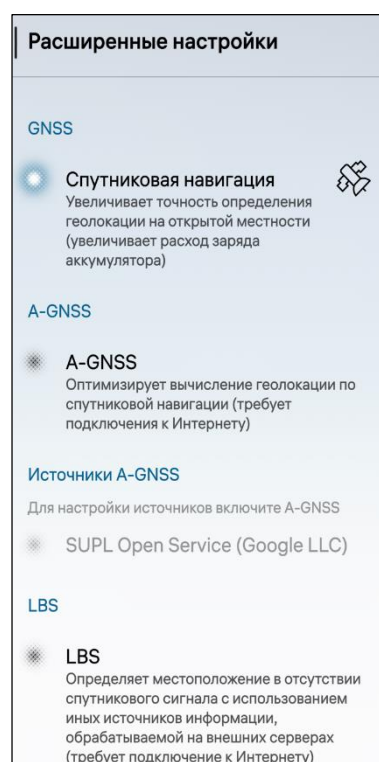 Расширенные настройки
GNSS
Спутниковая навигация
Увеличивает точность определения
геолокации на открытой местности
(увеличивает расход заряда
аккумулятора)
A-GNSS
A-GNSS
Оптимизирует вычисление геолокации по
спутниковой навигации (требует
подключения к Интернету)
Источники A-GNSS
Для настройки источников включите A-GNSS
SUPL Open Service (Google LLC)
LBS
LBS
Определяет местоположение в отсутствии
спутникового сигнала с использованием
иных источников информации,
обрабатываемой на внешних серверах
(требует подключение к Интернету)